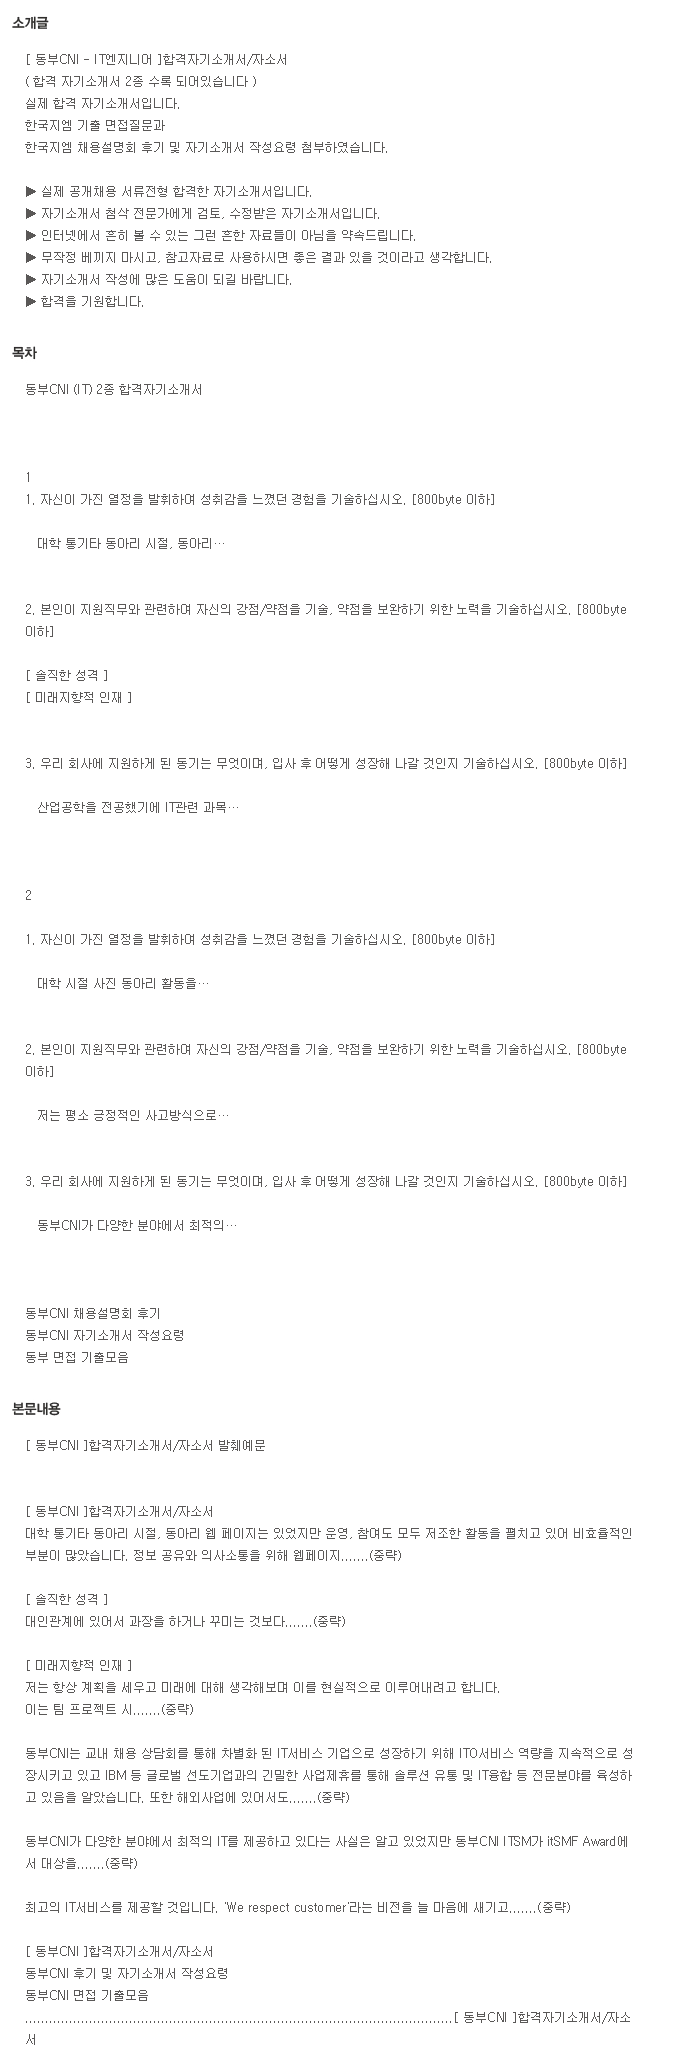 소개글
[ 동부CNI - IT엔지니어 ]합격자기소개서/자소서
( 합격 자기소개서 2종 수록 되어있습니다 )
실제 합격 자기소개서입니다.
한국지엠 기출 면접질문과
한국지엠 채용설명회 후기 및 자기소개서 작성요령 첨부하였습니다.
▶ 실제 공개채용 서류전형 합격한 자기소개서입니다.
▶ 자기소개서 첨삭 전문가에게 검토, 수정받은 자기소개서입니다.
▶ 인터넷에서 흔히 볼 수 있는 그런 흔한 자료들이 아님을 약속드립니다.
▶ 무작정 베끼지 마시고, 참고자료로 사용하시면 좋은 결과 있을 것이라고 생각합니다.
▶ 자기소개서 작성에 많은 도움이 되길 바랍니다.
▶ 합격을 기원합니다.
목차
동부CNI (IT) 2종 합격자기소개서
1
1. 자신이 가진 열정을 발휘하여 성취감을 느꼈던 경험을 기술하십시오. [800byte 이하]
대학 통기타 동아리 시절, 동아리…
2. 본인이 지원직무와 관련하여 자신의 강점/약점을 기술, 약점을 보완하기 위한 노력을 기술하십시오. [800byte
이하]
[ 솔직한 성격 ]
[ 미래지향적 인재 ]
3. 우리 회사에 지원하게 된 동기는 무엇이며, 입사 후 어떻게 성장해 나갈 것인지 기술하십시오. [800byte 이하]
산업공학을 전공했기에 IT관련 과목…
2
1. 자신이 가진 열정을 발휘하여 성취감을 느꼈던 경험을 기술하십시오. [800byte 이하]
대학 시절 사진 동아리 활동을…
2. 본인이 지원직무와 관련하여 자신의 강점/약점을 기술, 약점을 보완하기 위한 노력을 기술하십시오. [800byte
이하]
저는 평소 긍정적인 사고방식으로…
3. 우리 회사에 지원하게 된 동기는 무엇이며, 입사 후 어떻게 성장해 나갈 것인지 기술하십시오. [800byte 이하]
동부CNI가 다양한 분야에서 최적의…
동부CNI 채용설명회 후기
동부CNI 자기소개서 작성요령
동부 면접 기출모음
본문내용
[ 동부CNI ]합격자기소개서/자소서 발췌예문
[ 동부CNI ]합격자기소개서/자소서
대학 통기타 동아리 시절, 동아리 웹 페이지는 있었지만 운영, 참여도 모두 저조한 활동을 펼치고 있어 비효율적인
부분이 많았습니다. 정보 공유와 의사소통을 위해 웹페이지.......(중략)
[ 솔직한 성격 ]
대인관계에 있어서 과장을 하거나 꾸미는 것보다.......(중략)
[ 미래지향적 인재 ]
저는 항상 계획을 세우고 미래에 대해 생각해보며 이를 현실적으로 이루어내려고 합니다.
이는 팀 프로젝트 시.......(중략)
동부CNI는 교내 채용 상담회를 통해 차별화 된 IT서비스 기업으로 성장하기 위해 ITO서비스 역량을 지속적으로 성
장시키고 있고 IBM 등 글로벌 선도기업과의 긴밀한 사업제휴를 통해 솔루션 유통 및 IT융합 등 전문분야를 육성하
고 있음을 알았습니다. 또한 해외사업에 있어서도.......(중략)
동부CNI가 다양한 분야에서 최적의 IT를 제공하고 있다는 사실은 알고 있었지만 동부CNI ITSM가 itSMF Award에
서 대상을.......(중략)
최고의 IT서비스를 제공할 것입니다. 'We respect customer'라는 비전을 늘 마음에 새기고.......(중략)
[ 동부CNI ]합격자기소개서/자소서
동부CNI 후기 및 자기소개서 작성요령
동부CNI 면접 기출모음
...........................................................................................................[ 동부CNI ]합격자기소개서/자소
서